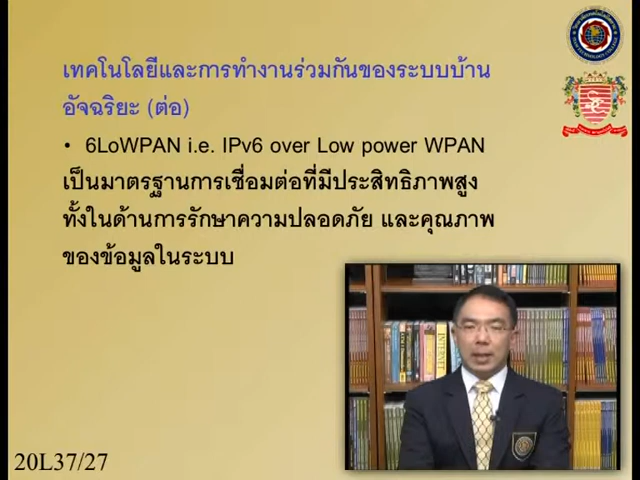 เทคโนโลยีและการทำงานร่วมกันของระบบบ้าน
อัจฉริยะ (ต่อ)
• 6LoWPAN i.e. IPv6 over Low power WPAN
เป็นมาตรฐานการเชื่อมต่อที่มีประสิทธิภาพสูง
ทั้งในด้านการรักษาความปลอดภัย และคุณภาพ
ของข้อมูลในระบบ
INTERNET
20L37/27